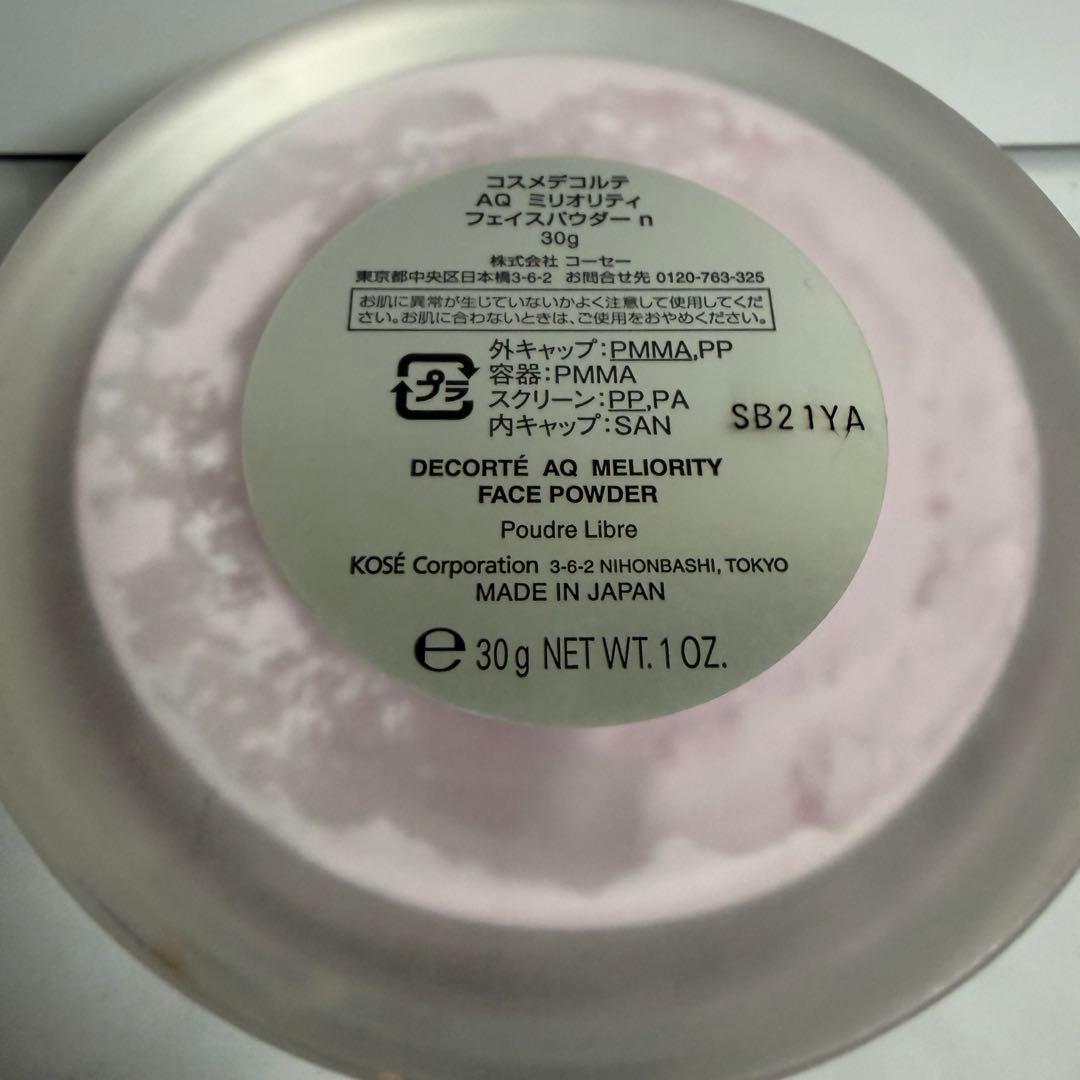 コスメデコルテ
AQ ミリオリティ
フェイスパウダー n
30g
株式会社 コーセー
東京都中央区日本橋3-6-2 お問合せ先 0120-763-325
お肌に異常が生じていないかよく注意して使用してくだ
さい。お肌に合わないときは、ご使用をおやめください。
外キャップ:PMMA,PP
プラ 容器:PMMA
スクリーン:PP,PA
内キャップ:SAN
SB21YA
DECORTÉ AQ MELIORITY
FACE POWDER
Poudre Libre
KOSÉ Corporation 3-6-2 NIHONBASHI, TOKYO
MADE IN JAPAN
℮ 30g NET WT. 1 OZ.